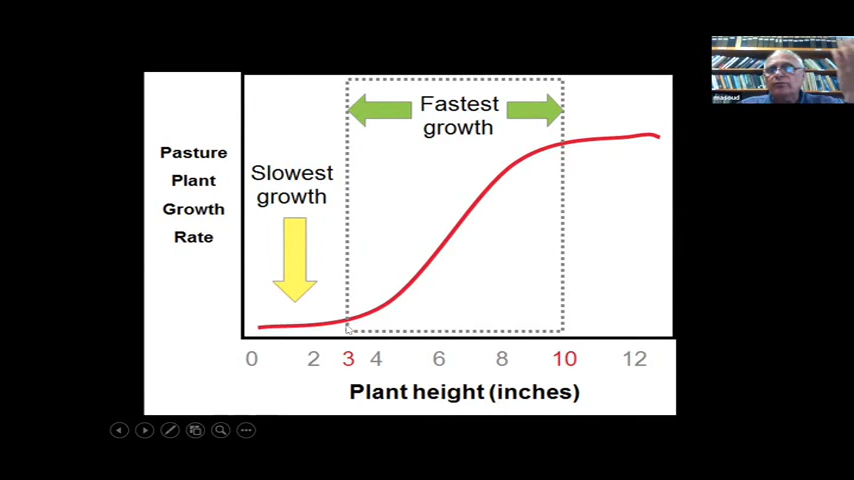 Pasture
Plant
Growth
Rate
Slowest
growth
Fastest
growth
0 2 3 4 6 8 10 12
Plant height (inches)
masoud